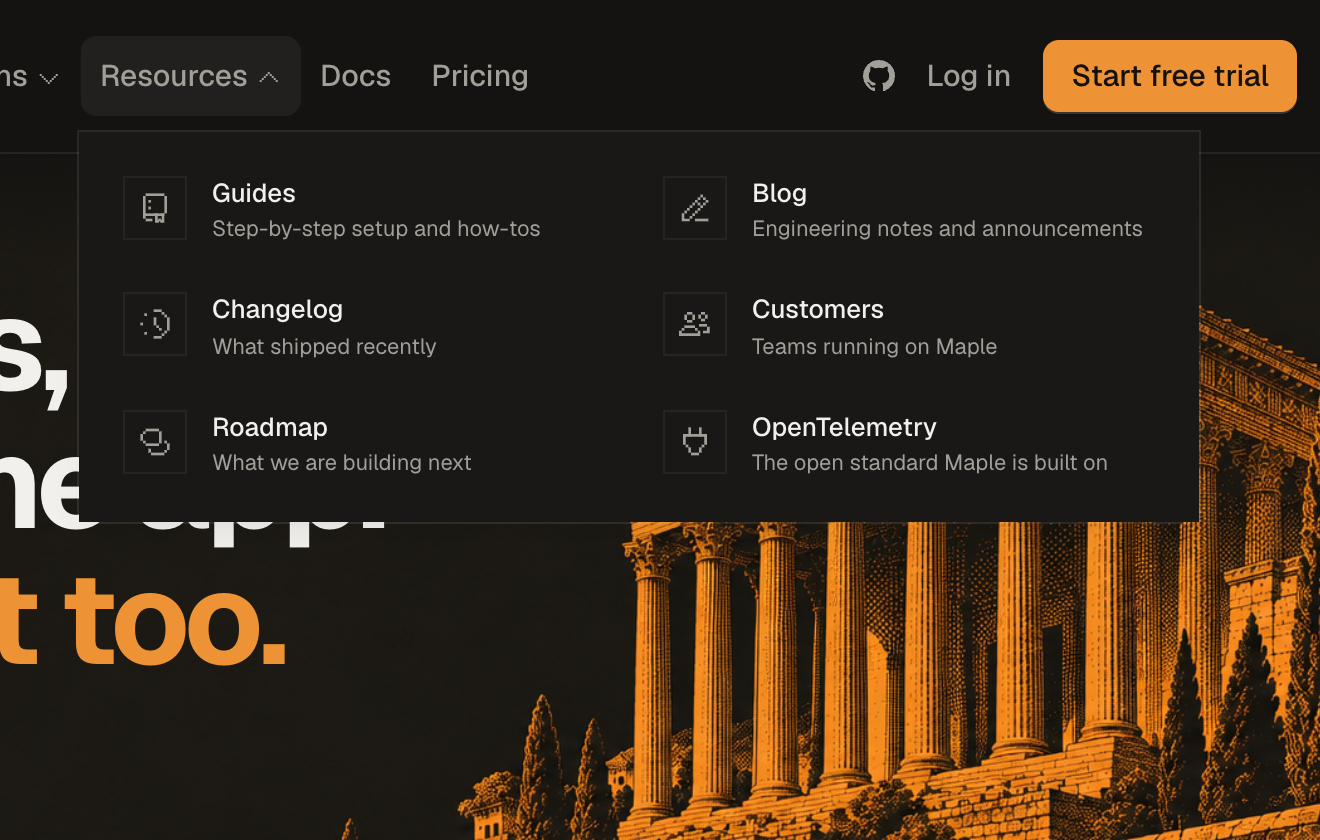 Resources
Docs
Pricing
Log in
Start free trial
Guides
Step-by-step setup and how-tos
Blog
Engineering notes and announcements
Changelog
What shipped recently
Customers
Teams running on Maple
Roadmap
What we are building next
OpenTelemetry
The open standard Maple is built on
too.